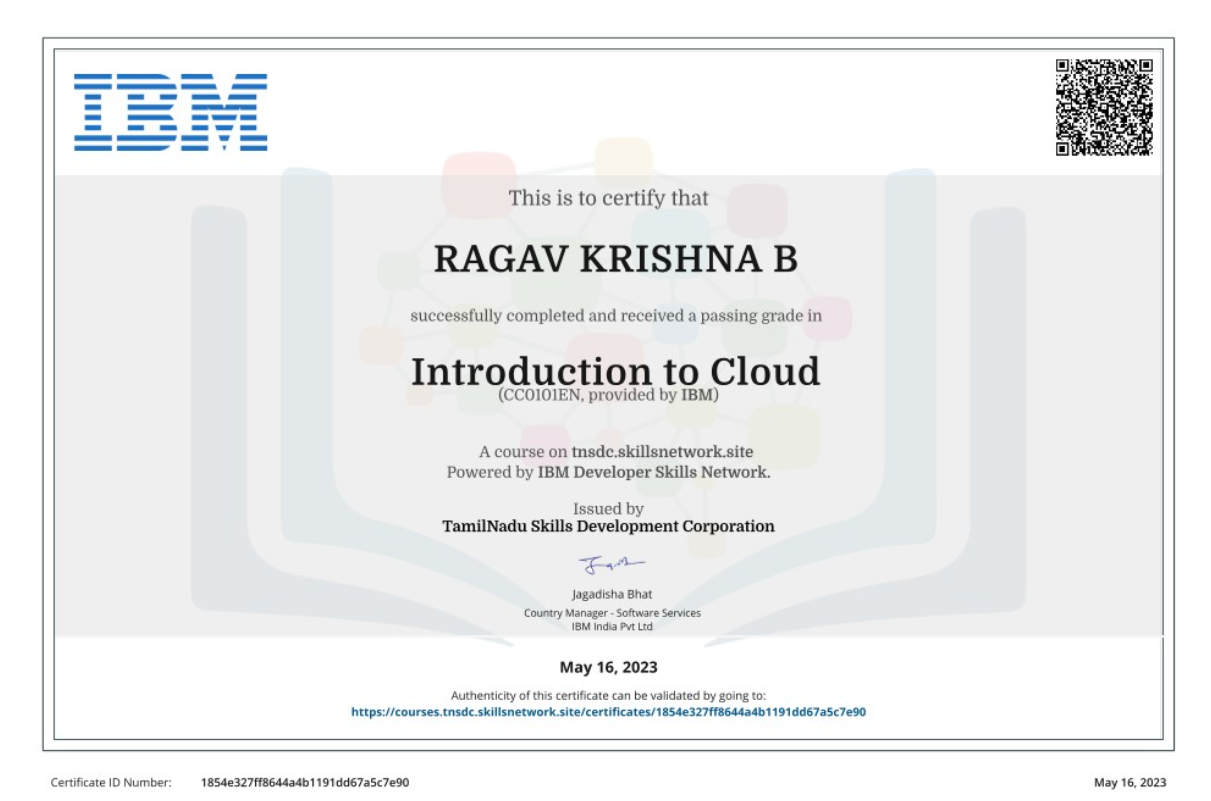 IBM
This is to certify that
RAGAV KRISHNA B
successfully completed and received a passing grade in
Introduction to Cloud
(CC0101EN, provided by IBM)
A course on tnsdc.skillsnetwork.site
Powered by IBM Developer Skills Network.
Issued by
TamilNadu Skills Development Corporation
Jagadisha Bhat
Country Manager - Software Services
IBM India Pvt Ltd
May 16, 2023
Authenticity of this certificate can be validated by going to:
https://courses.tnsdc.skillsnetwork.site/certificates/1854e327ff8644a4b1191dd67a5c7e90
Certificate ID Number: 1854e327ff8644a4b1191dd67a5c7e90 May 16, 2023